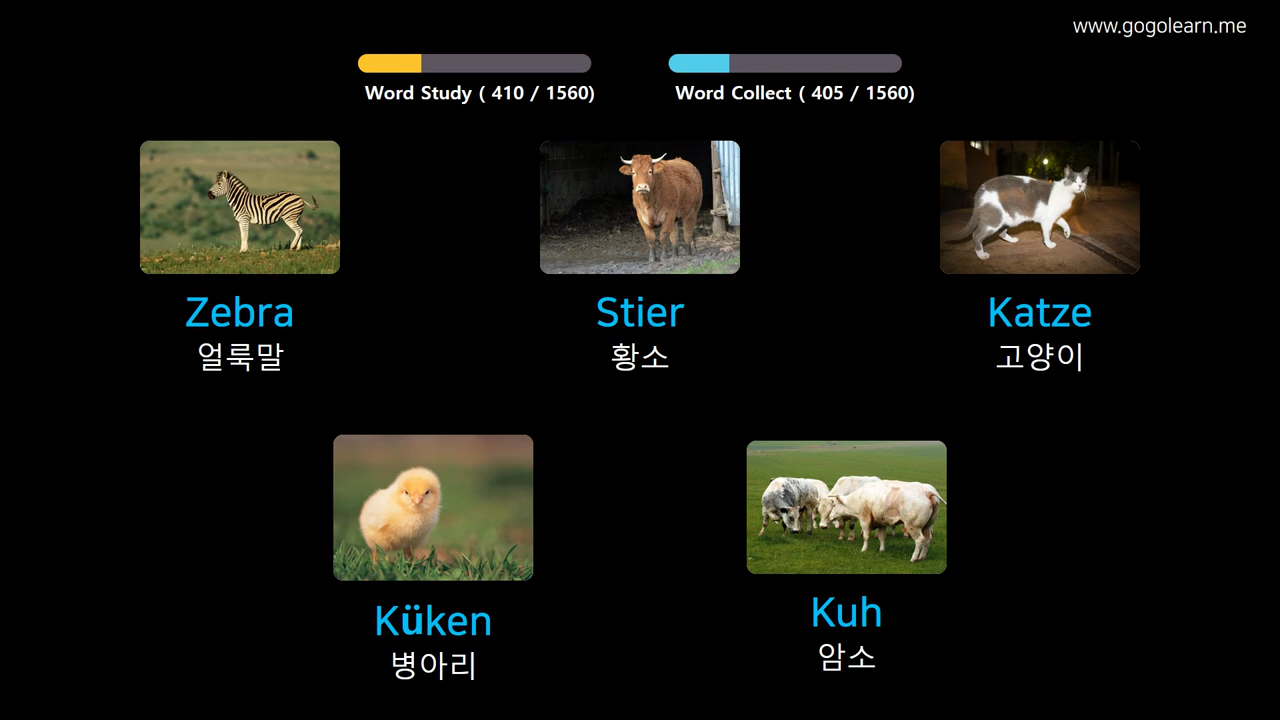 www.gogolearn.me
Word Study ( 410 / 1560)
Word Collect ( 405 / 1560)
Zebra
얼룩말
Stier
황소
Katze
고양이
Küken
병아리
Kuh
암소